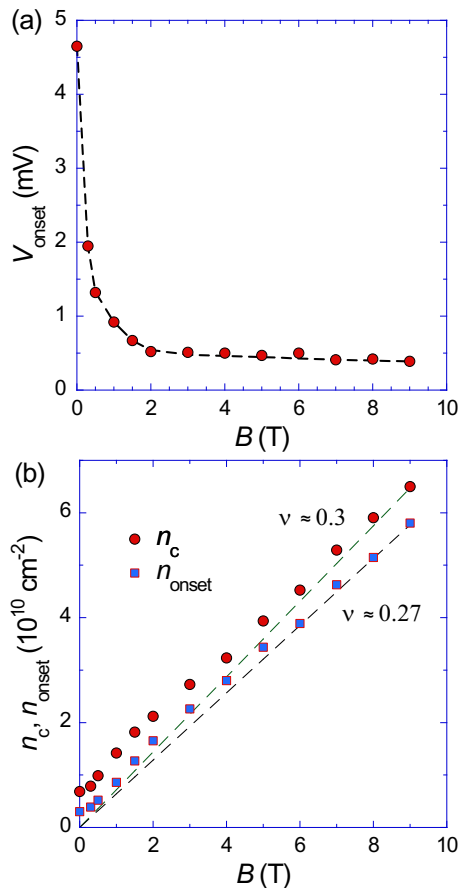 (a)
5
4
3
2
1
0
V_onset (mV)
0 2 4 6 8 10
B (T)
(b)
6
4
2
0
n_c, n_onset (10^10 cm^-2)
n_c
n_onset
ν ≈ 0.3
ν ≈ 0.27
0 2 4 6 8 10
B (T)